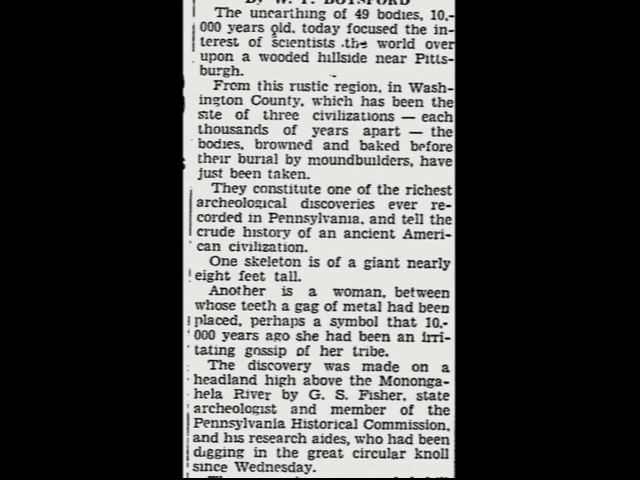 By W. F. BOTSFORD
The unearthing of 49 bodies, 10,-
000 years old, today focused the in-
terest of scientists the world over
upon a wooded hillside near Pitts-
burgh.
From this rustic region, in Wash-
ington County, which has been the
site of three civilizations — each
thousands of years apart — the
bodies, browned and baked before
their burial by moundbuilders, have
just been taken.
They constitute one of the richest
archeological discoveries ever re-
corded in Pennsylvania, and tell the
crude history of an ancient Ameri-
can civilization.
One skeleton is of a giant nearly
eight feet tall.
Another is a woman, between
whose teeth a gag of metal had been
placed, perhaps a symbol that 10,-
000 years ago she had been an irri-
tating gossip of her tribe.
The discovery was made on a
headland high above the Mononga-
hela River by G. S. Fisher, state
archeologist and member of the
Pennsylvania Historical Commission,
and his research aides, who had been
digging in the great circular knoll
since Wednesday.